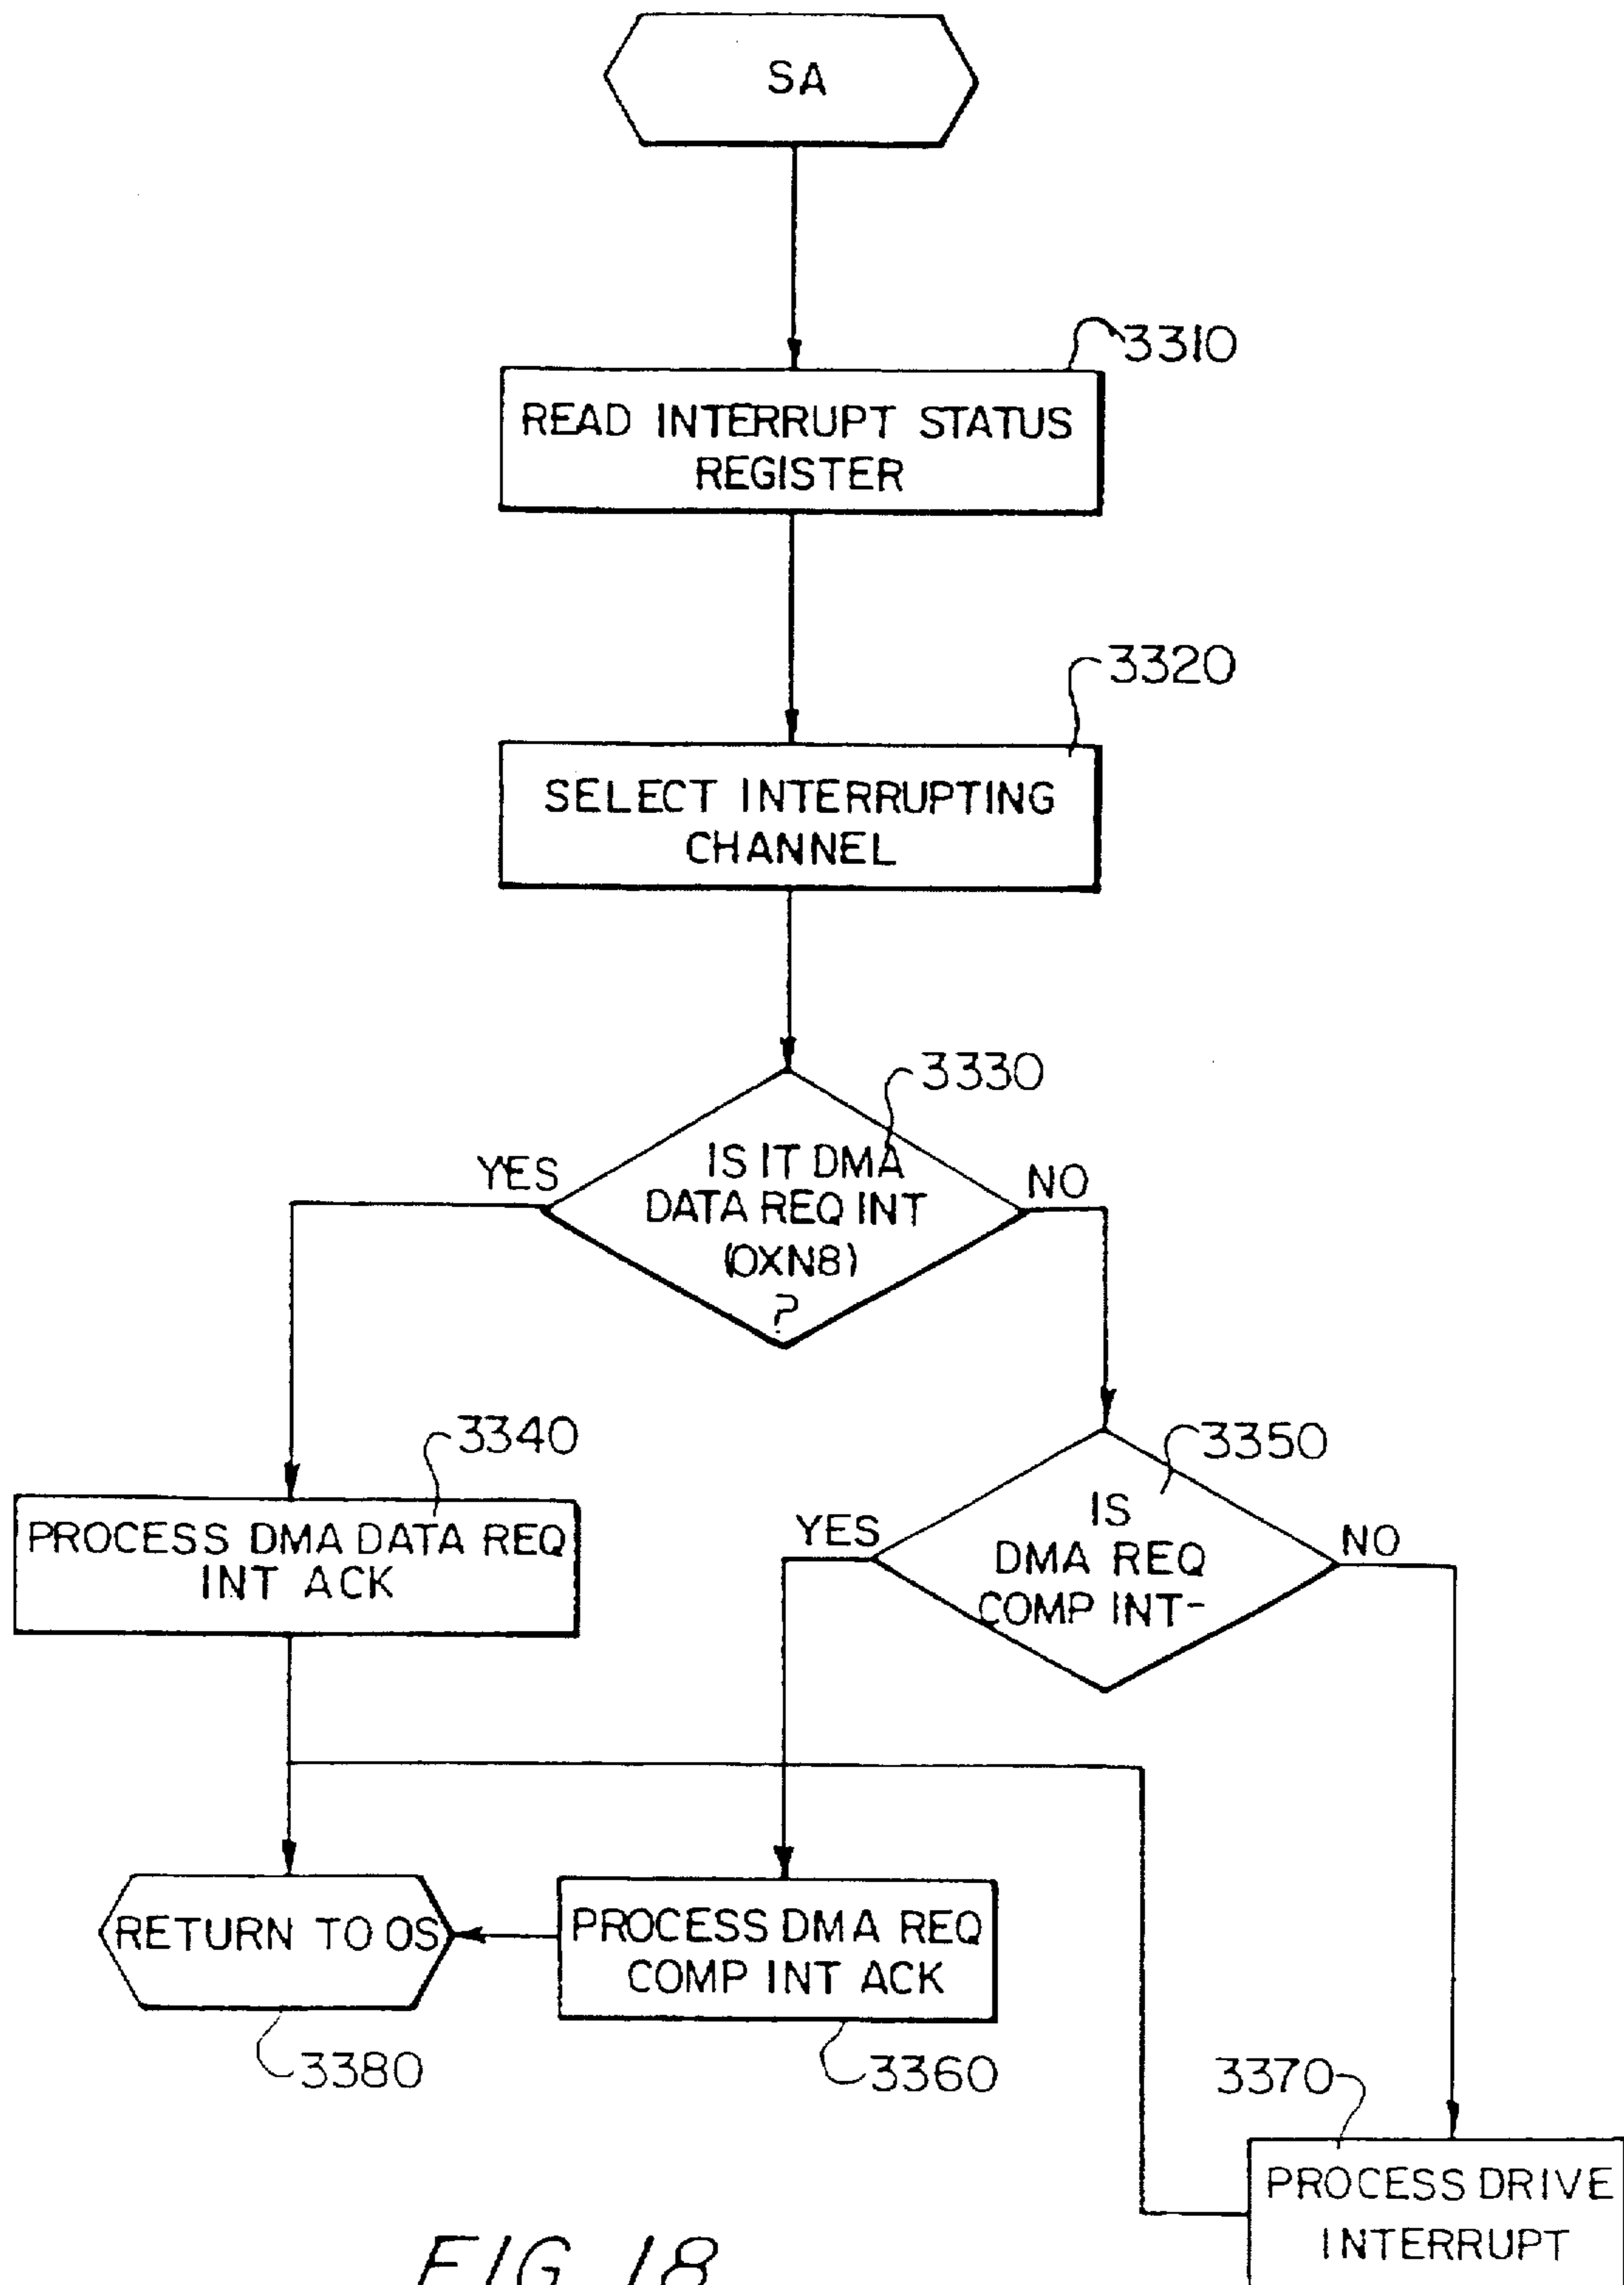 SA
3310
READ INTERRUPT STATUS
REGISTER
3320
SELECT INTERRUPTING
CHANNEL
3330
IS IT DMA
DATA REQ INT
(0XN8)
?
YES
NO
3340
PROCESS DMA DATA REQ
INT ACK
3350
IS
DMA REQ
COMP INT-
YES
NO
RETURN TO OS
3380
PROCESS DMA REQ
COMP INT ACK
3360
3370
PROCESS DRIVE
INTERRUPT
FIG 18